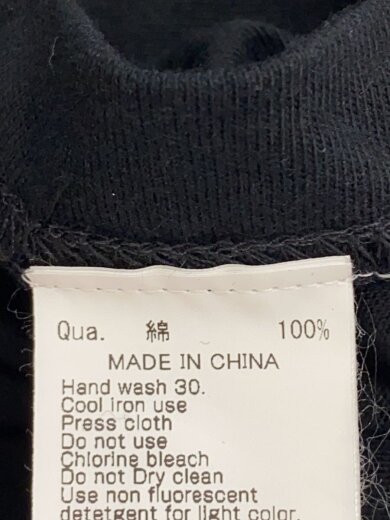 Qua. 綿 100%
MADE IN CHINA
Hand wash 30.
Cool iron use
Press cloth
Do not use
Chlorine bleach
Do not Dry clean
Use non fluorescent
detetgent for light color.